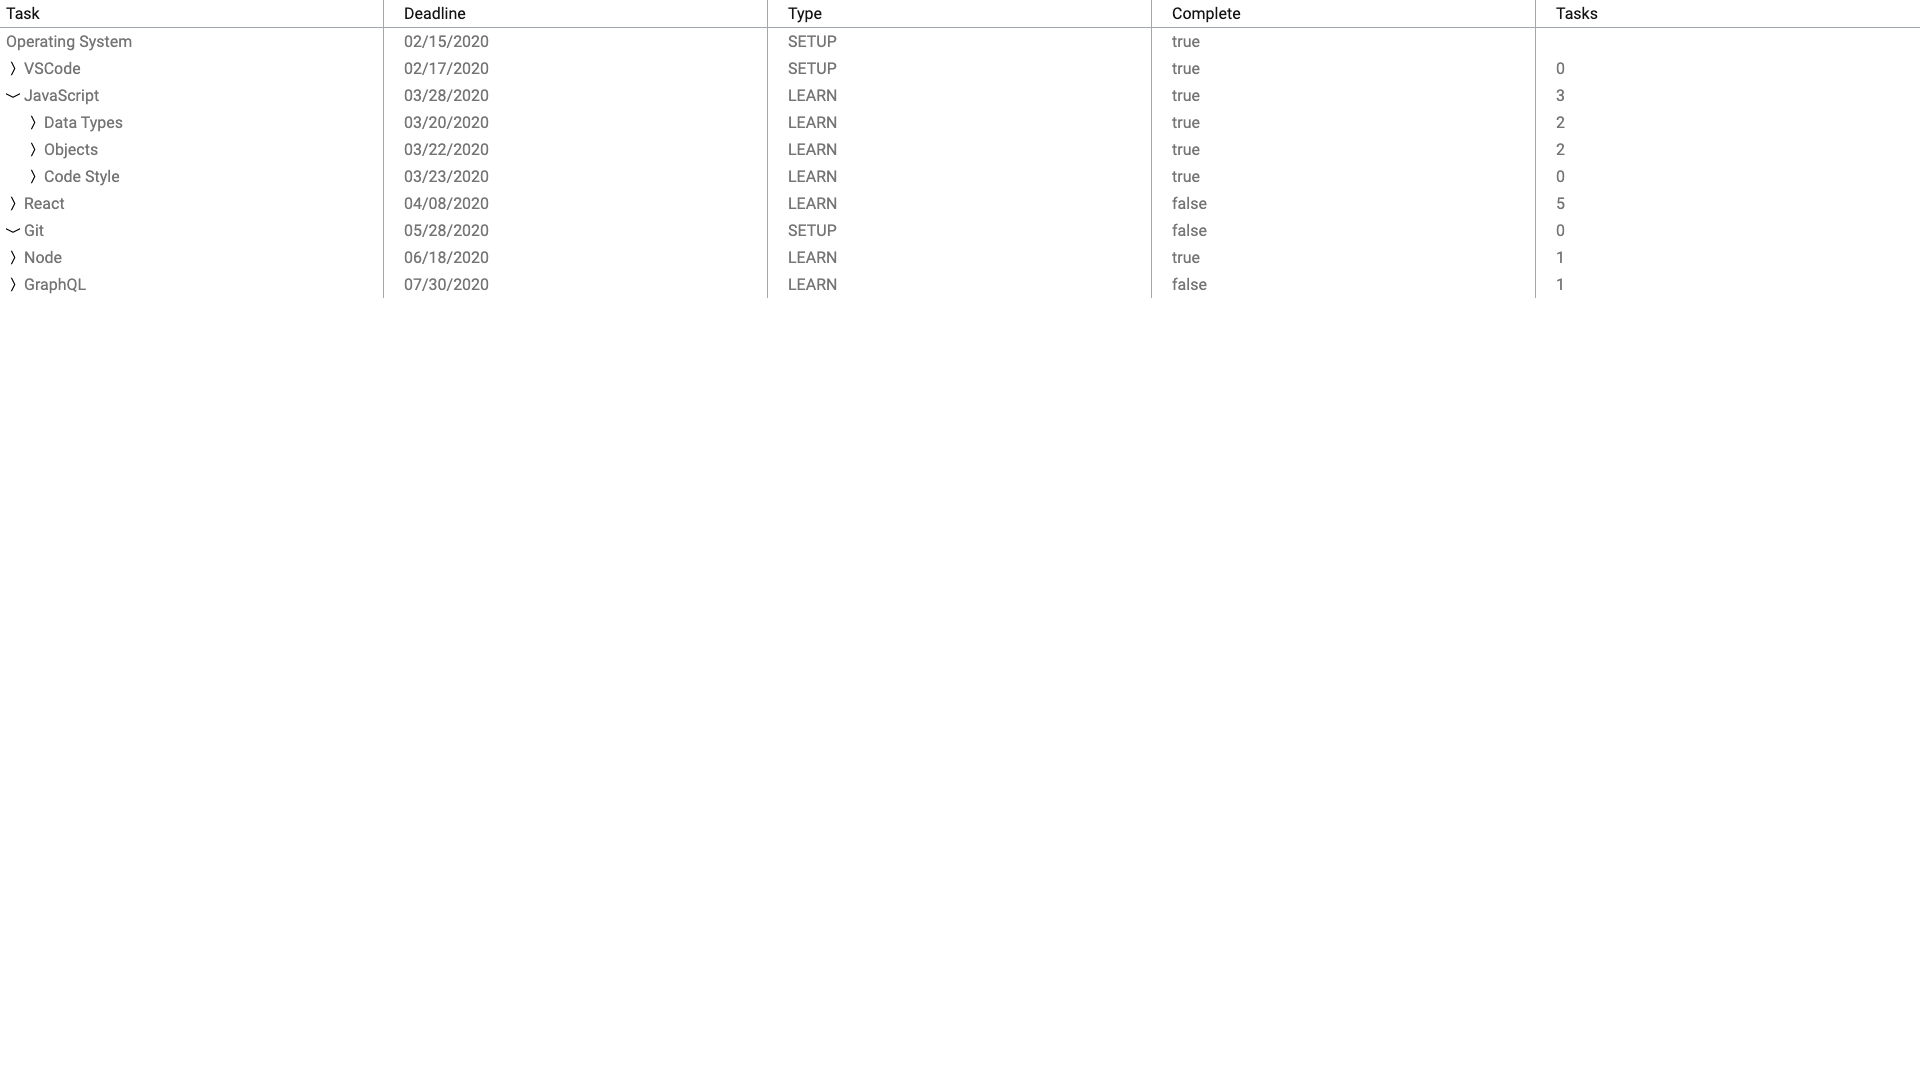 Task Deadline Type Complete Tasks
Operating System 02/15/2020 SETUP true
VSCode 02/17/2020 SETUP true 0
JavaScript 03/28/2020 LEARN true 3
Data Types 03/20/2020 LEARN true 2
Objects 03/22/2020 LEARN true 2
Code Style 03/23/2020 LEARN true 0
React 04/08/2020 LEARN false 5
Git 05/28/2020 SETUP false 0
Node 06/18/2020 LEARN true 1
GraphQL 07/30/2020 LEARN false 1